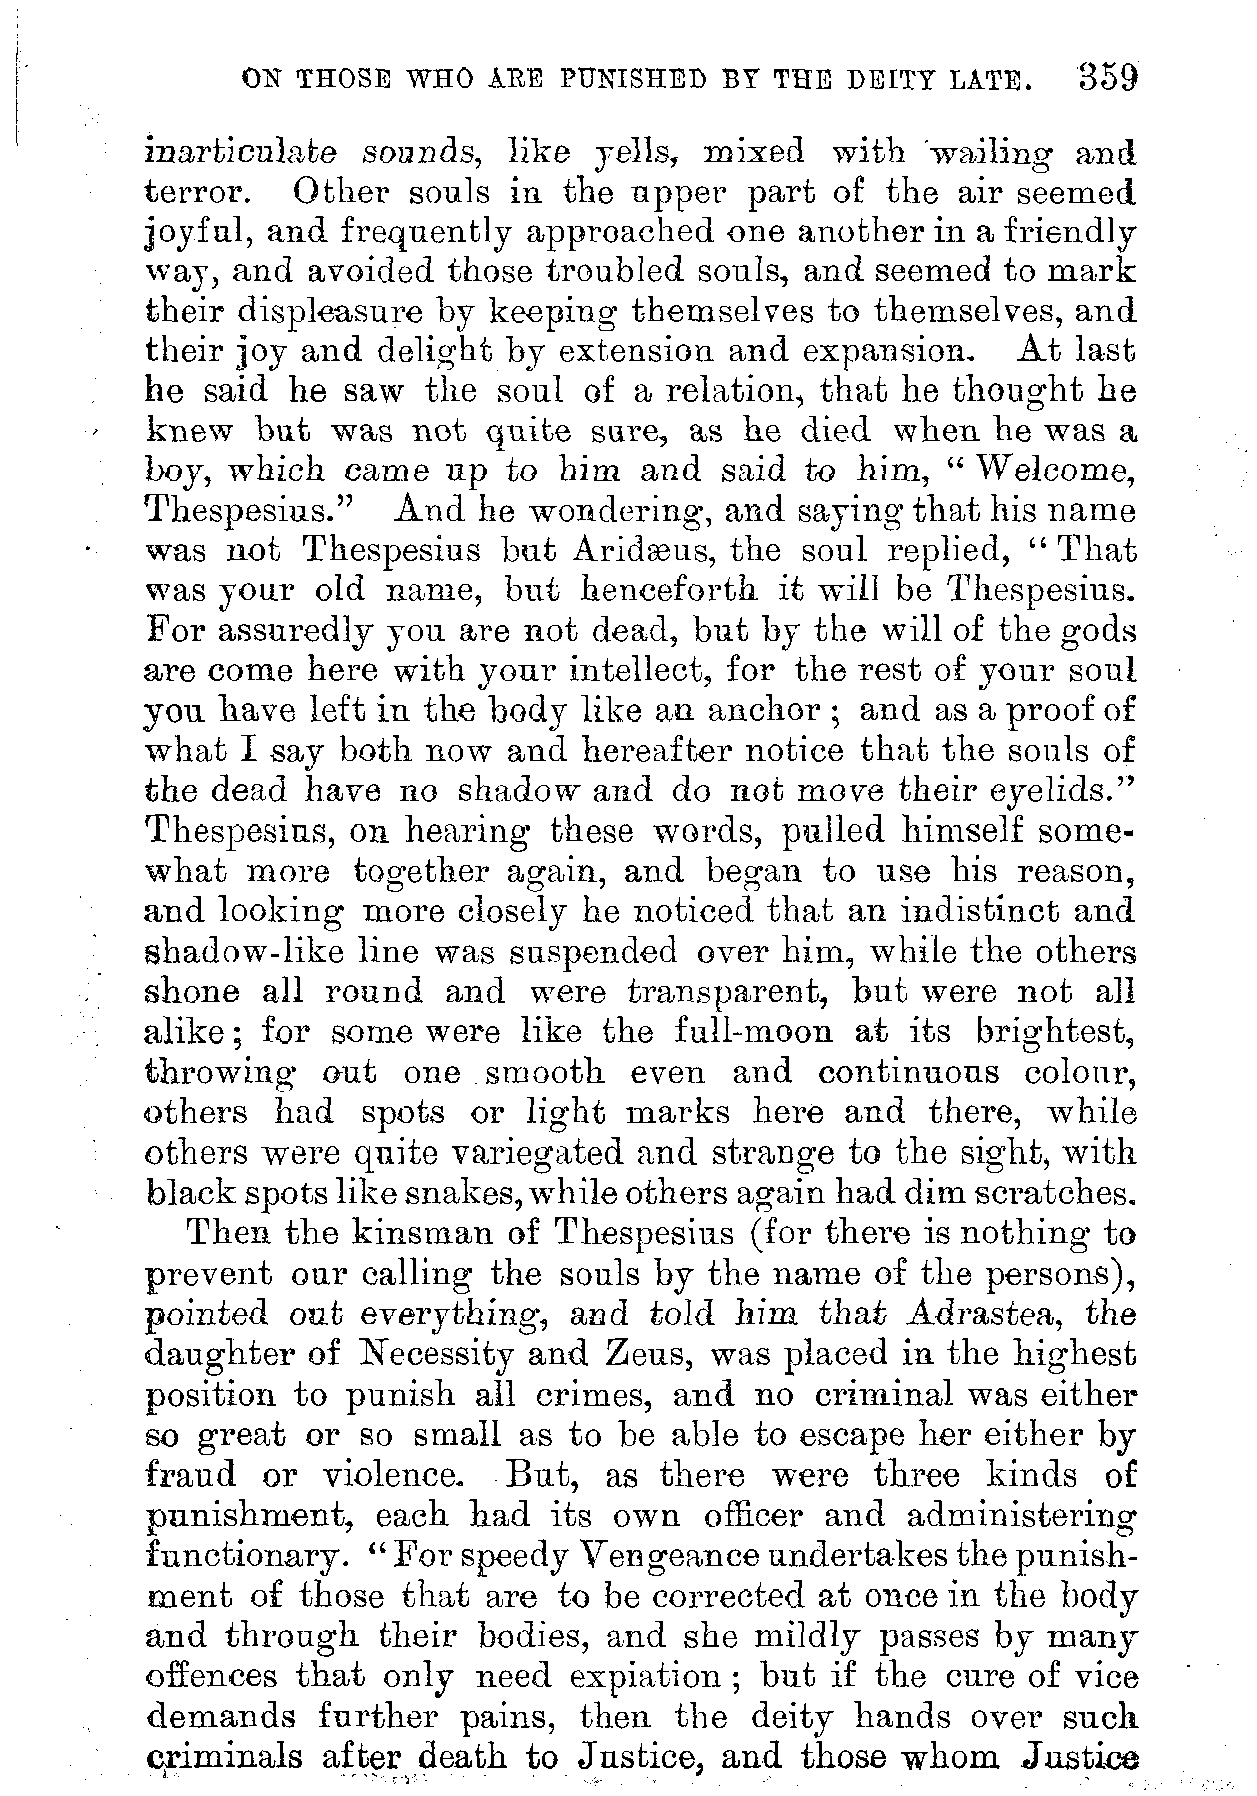 ON THOSE WHO ARE PUNISHED BY THE DEITY LATE. 359
inarticulate sounds, like yells, mixed with wailing and
terror. Other souls in the upper part of the air seemed
joyful, and frequently approached one another in a friendly
way, and avoided those troubled souls, and seemed to mark
their displeasure by keeping themselves to themselves, and
their joy and delight by extension and expansion. At last
he said he saw the soul of a relation, that he thought he
knew but was not quite sure, as he died when he was a
boy, which came up to him and said to him, “ Welcome,
Thespesius.” And he wondering, and saying that his name
was not Thespesius but Aridæus, the soul replied, “ That
was your old name, but henceforth it will be Thespesius.
For assuredly you are not dead, but by the will of the gods
are come here with your intellect, for the rest of your soul
you have left in the body like an anchor ; and as a proof of
what I say both now and hereafter notice that the souls of
the dead have no shadow and do not move their eyelids.”
Thespesius, on hearing these words, pulled himself some-
what more together again, and began to use his reason,
and looking more closely he noticed that an indistinct and
shadow-like line was suspended over him, while the others
shone all round and were transparent, but were not all
alike ; for some were like the full-moon at its brightest,
throwing out one smooth even and continuous colour,
others had spots or light marks here and there, while
others were quite variegated and strange to the sight, with
black spots like snakes, while others again had dim scratches.
Then the kinsman of Thespesius (for there is nothing to
prevent our calling the souls by the name of the persons),
pointed out everything, and told him that Adrastea, the
daughter of Necessity and Zeus, was placed in the highest
position to punish all crimes, and no criminal was either
so great or so small as to be able to escape her either by
fraud or violence. But, as there were three kinds of
punishment, each had its own officer and administering
functionary. “ For speedy Vengeance undertakes the punish-
ment of those that are to be corrected at once in the body
and through their bodies, and she mildly passes by many
offences that only need expiation ; but if the cure of vice
demands further pains, then the deity hands over such
criminals after death to Justice, and those whom Justice